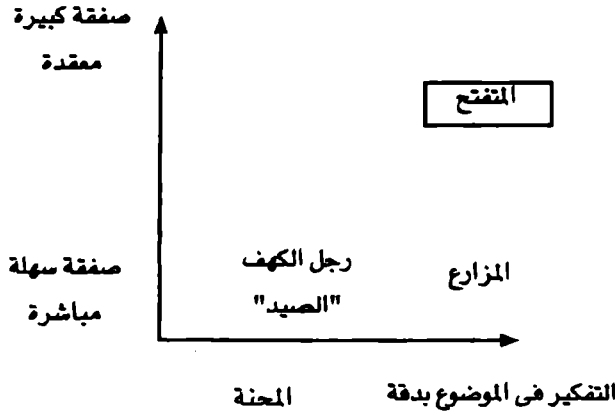 صفقة كبيرة
معقدة
المتفتح
صفقة سهلة
مباشرة
رجل الكهف
"الصيد"
المزارع
التفكير فى الموضوع بدقة
المحنة